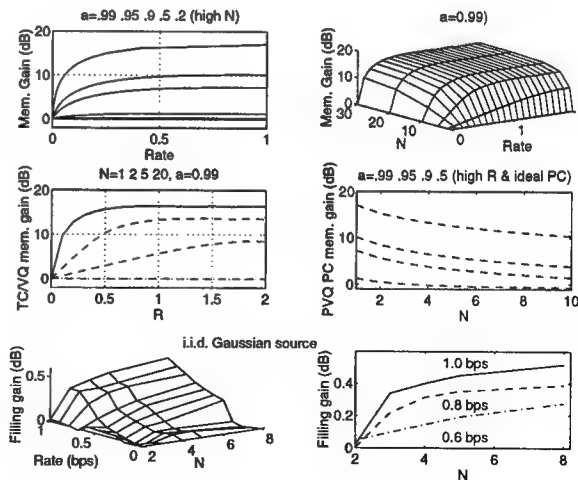 a=.99 .95 .9 .5 .2 (high N)
Mem. Gain (dB)
20
10
0
0
0.5
1
Rate
a=0.99)
Mem. Gain (dB)
20
15
10
5
0
30
20
10
0
1
N
Rate
N=1 2 5 20, a=0.99
TC/VQ mem. gain (dB)
20
10
0
0
0.5
1
1.5
2
R
a=.99 .95 .9 .5 (high R & ideal PC)
PVQ PC mem. gain (dB)
20
10
0
2
4
6
8
10
N
i.i.d. Gaussian source
Filling gain (dB)
0.5
0
1
0.5
0
2
4
6
8
Rate (bps)
N
Filling gain (dB)
0.4
0.2
0
2
4
6
8
1.0 bps
0.8 bps
0.6 bps
N